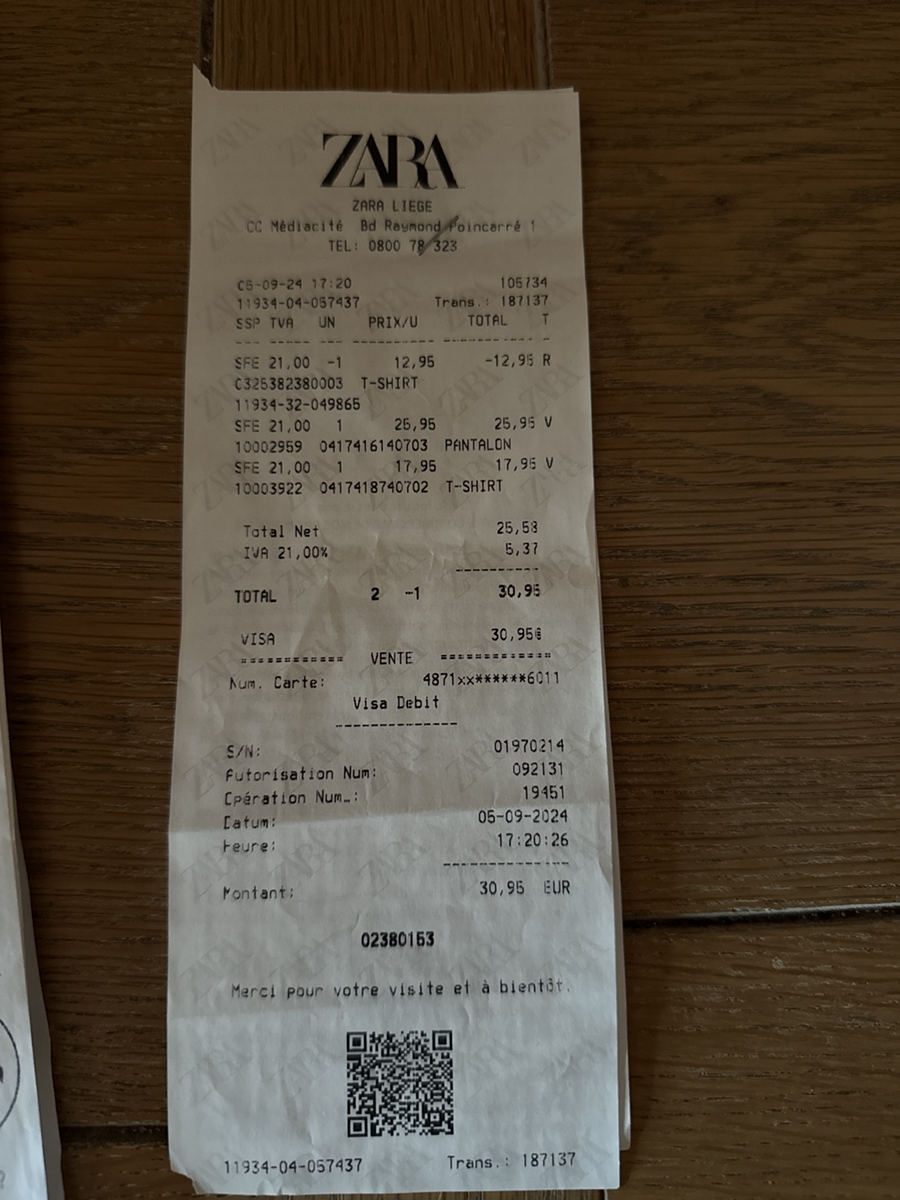 ZARA
ZARA LIEGE
CC Médiacité Bd Raymond Poincarré 1
TEL: 0800 78 323
05-09-24 17:20 105734
11934-04-057437 Trans.: 187137
SSP TVA UN PRIX/U TOTAL T
--- ----- --- ---------- ----------- -
SFE 21,00 -1 12,95 -12,95 R
C325382380003 T-SHIRT
11934-32-049865
SFE 21,00 1 25,95 25,95 V
10002959 0417416140703 PANTALON
SFE 21,00 1 17,95 17,95 V
10003922 0417418740702 T-SHIRT
Total Net 25,58
IVA 21,00% 5,37
-----------
TOTAL 2 -1 30,95
VISA 30,95€
============ VENTE =============
Num. Carte: 4871xx******6011
Visa Debit
-------------
S/N: 01970214
Autorisation Num: 092131
Opération Num.: 19451
Datum: 05-09-2024
Heure: 17:20:26
-------------
Montant: 30,95 EUR
02380153
Merci pour votre visite et à bientôt.
11934-04-057437 Trans.: 187137